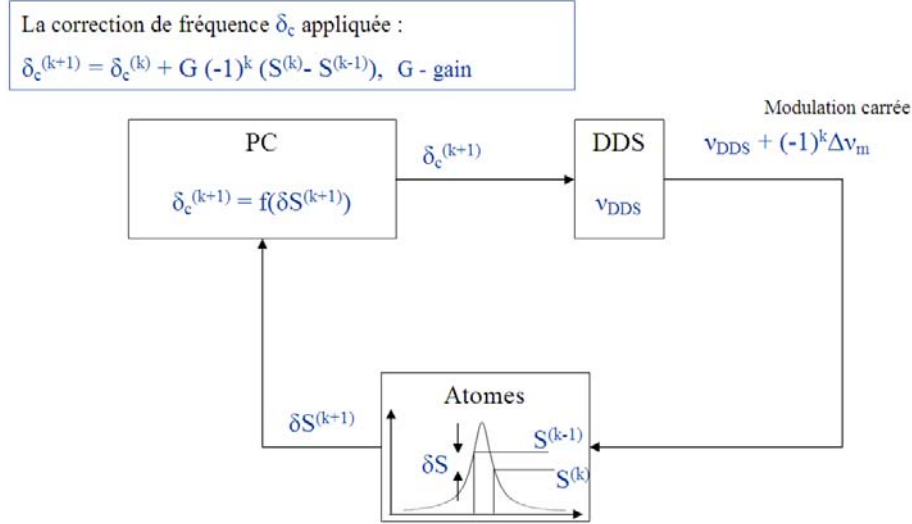 La correction de fréquence δc appliquée :
δc(k+1) = δc(k) + G (-1)k (S(k)- S(k-1)), G - gain
Modulation carrée
PC
δc(k+1)
DDS
νDDS + (-1)kΔνm
δc(k+1) = f(δS(k+1))
νDDS
Atomes
δS(k+1)
S(k-1)
δS
S(k)